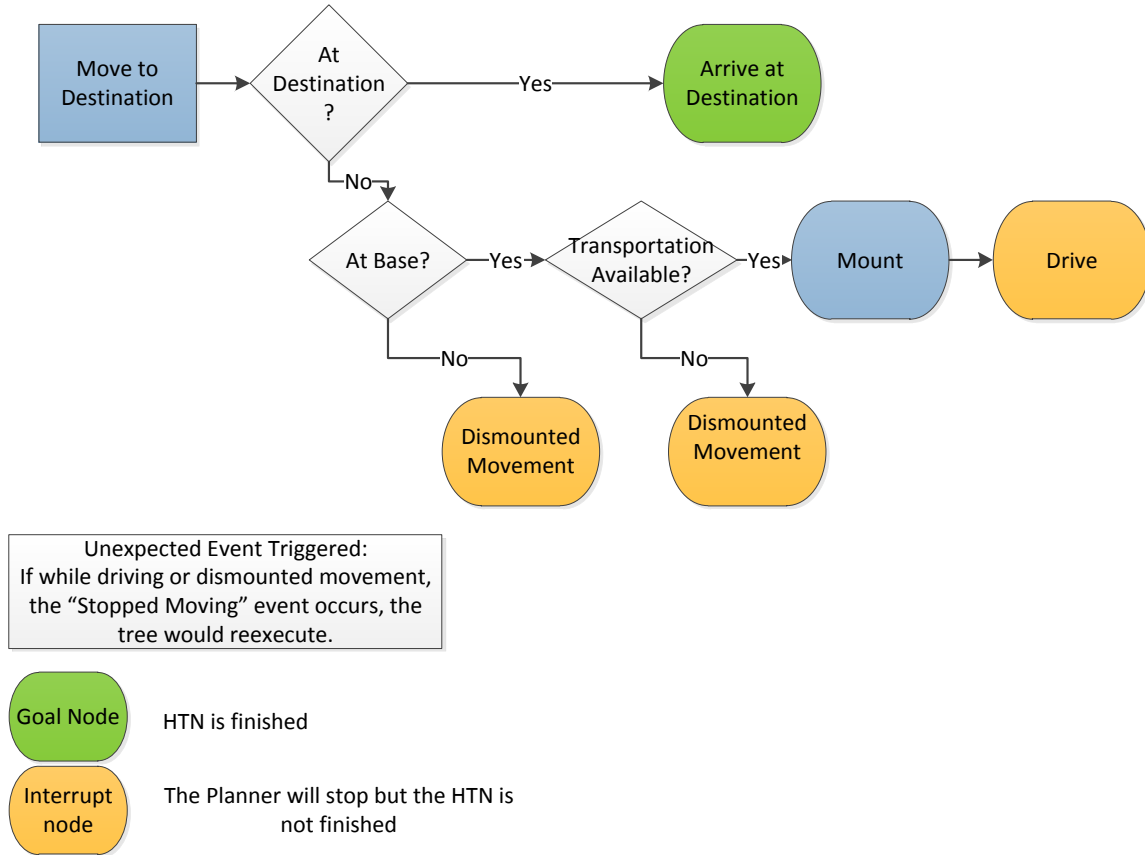 Move to
Destination
At
Destination
?
Yes
Arrive at
Destination
No
At Base?
Yes
Transportation
Available?
Yes
Mount
Drive
No
Dismounted
Movement
No
Dismounted
Movement
Unexpected Event Triggered:
If while driving or dismounted movement,
the “Stopped Moving” event occurs, the
tree would reexecute.
Goal Node
HTN is finished
Interrupt
node
The Planner will stop but the HTN is
not finished